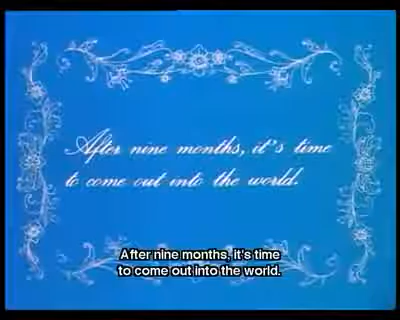 After nine months, it's time
to come out into the world.
After nine months, it's time
to come out into the world.